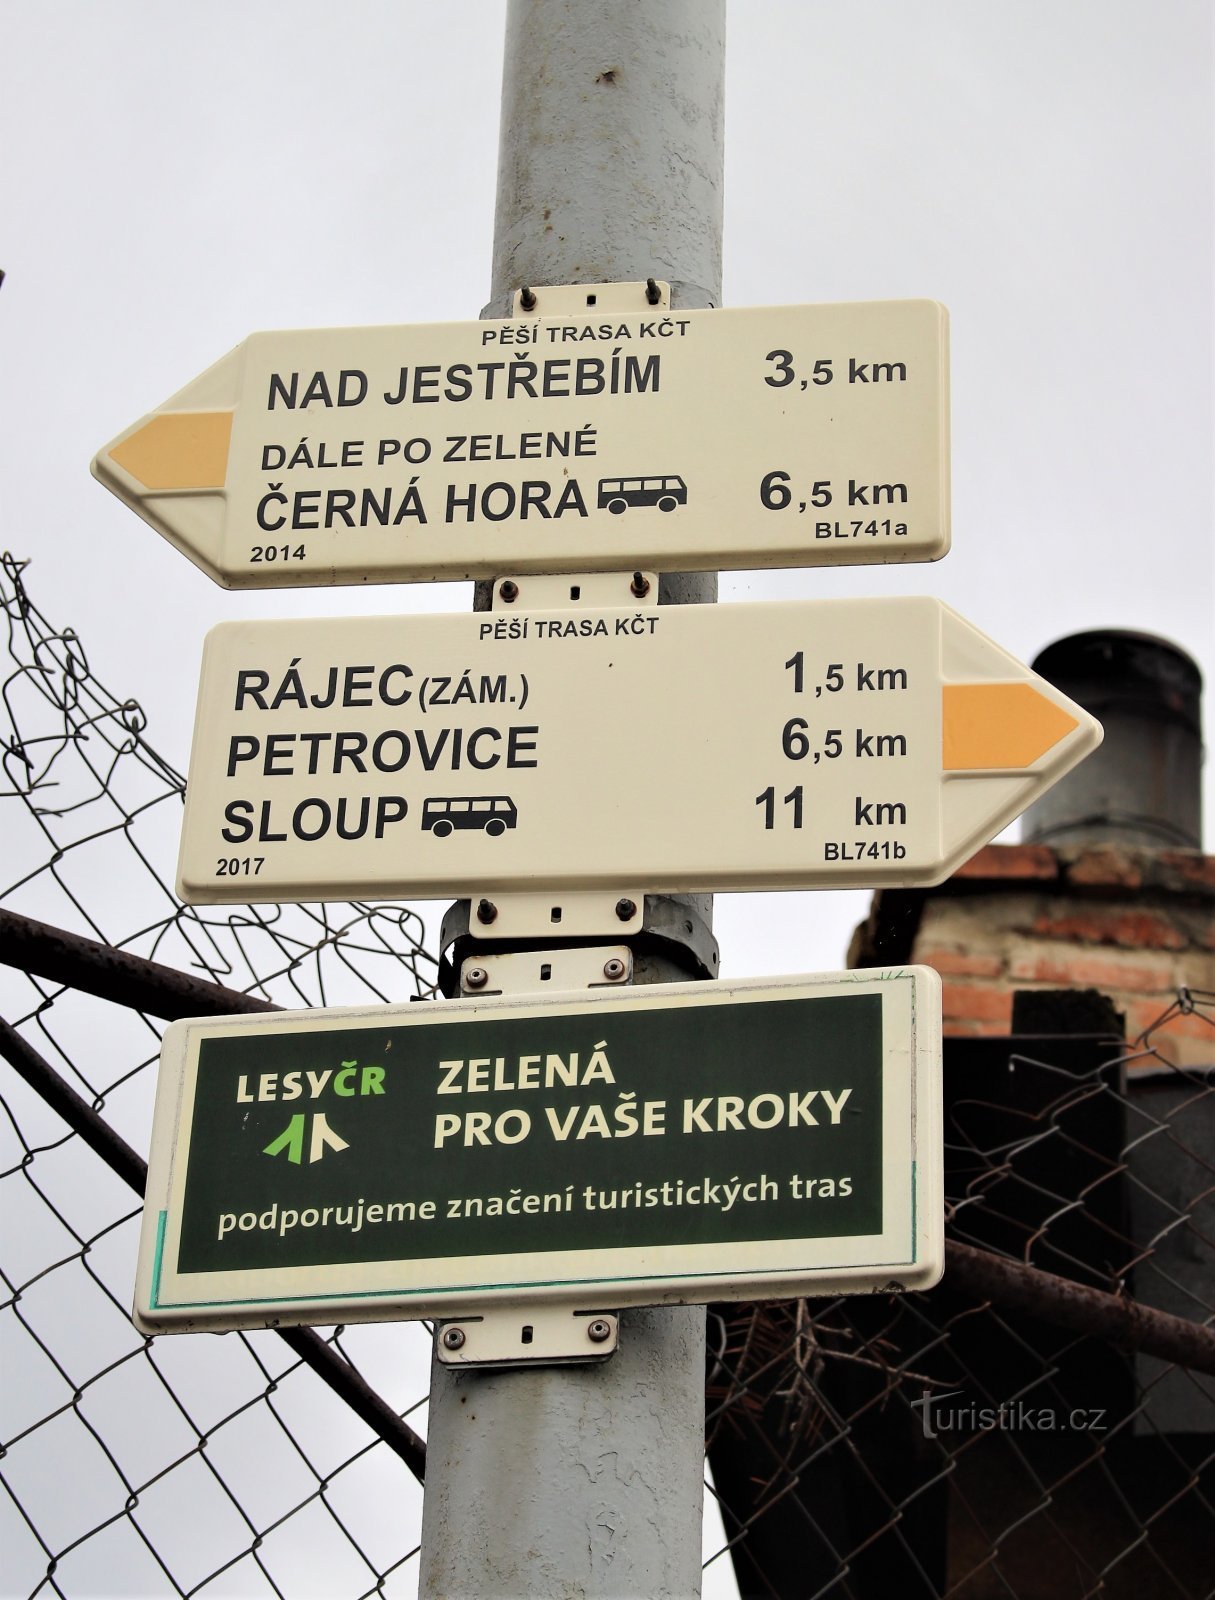 PĚŠÍ TRASA KČT
NAD JESTŘEBÍM 3,5 km
DÁLE PO ZELENÉ
ČERNÁ HORA 6,5 km
2014 BL741a
PĚŠÍ TRASA KČT
RÁJEC (ZÁM.) 1,5 km
PETROVICE 6,5 km
SLOUP 11 km
2017 BL741b
LESYČR
ZELENÁ
PRO VAŠE KROKY
podporujeme značení turistických tras
Turistika.cz